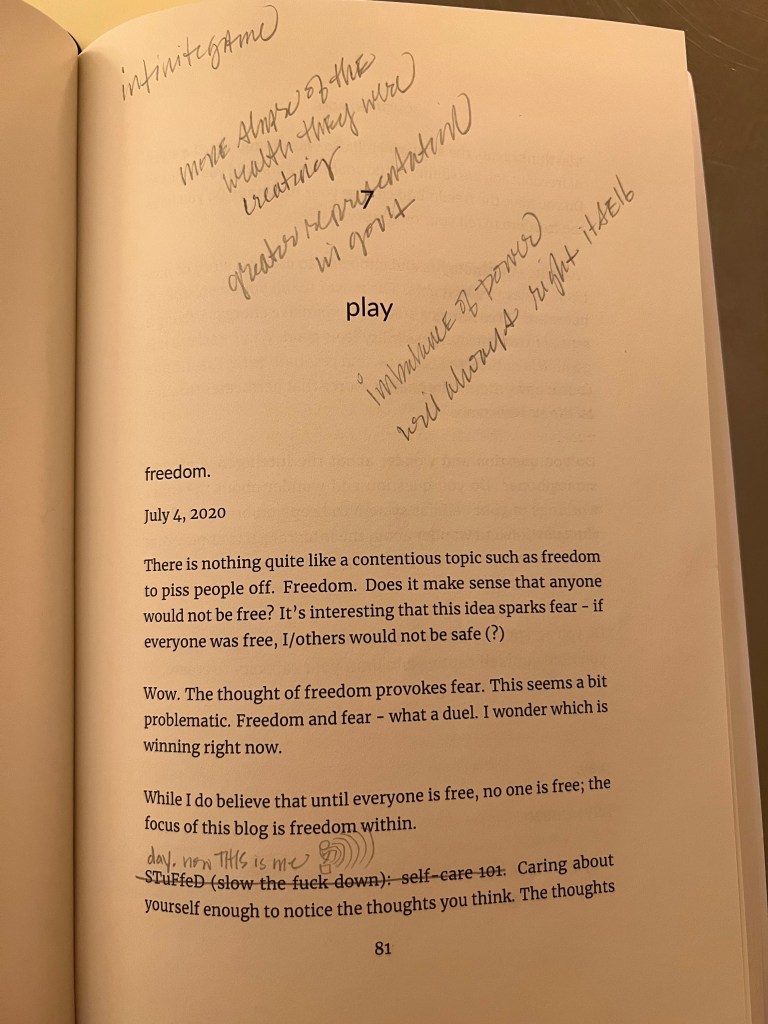 infinitegame
more share of the
wealth they were
creating
7
greater representation
in gov't
play
imbalance of power
will always right itself
freedom.
July 4, 2020
There is nothing quite like a contentious topic such as freedom
to piss people off. Freedom. Does it make sense that anyone
would not be free? It's interesting that this idea sparks fear – if
everyone was free, I/others would not be safe (?)
Wow. The thought of freedom provokes fear. This seems a bit
problematic. Freedom and fear – what a duel. I wonder which is
winning right now.
While I do believe that until everyone is free, no one is free; the
focus of this blog is freedom within.
day. now THIS is me
STuFfeD (slow the fuck down): self-care 101. Caring about
yourself enough to notice the thoughts you think. The thoughts
81